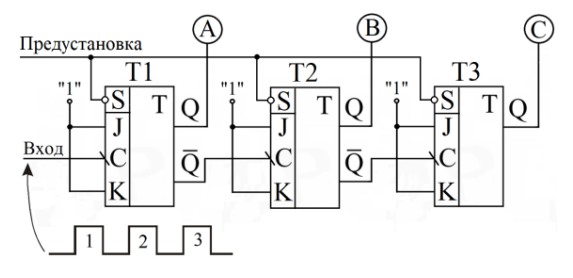 A B C
Предустановка
T1 T2 T3
"1" "1" "1"
S T Q S T Q S T Q
J J J
Вход
C Q̅ C Q̅ C
K K K
1 2 3